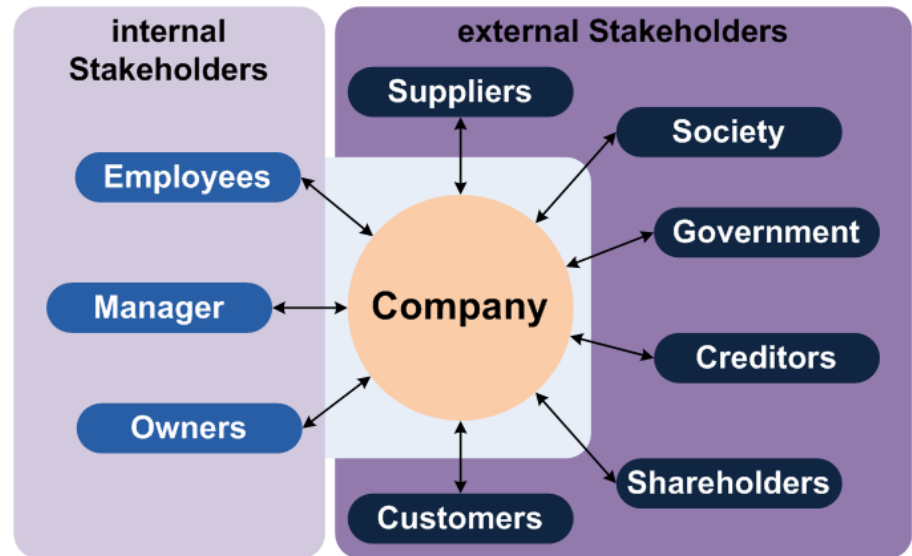 internal
Stakeholders
external Stakeholders
Suppliers
Society
Employees
Government
Manager
Company
Creditors
Owners
Shareholders
Customers